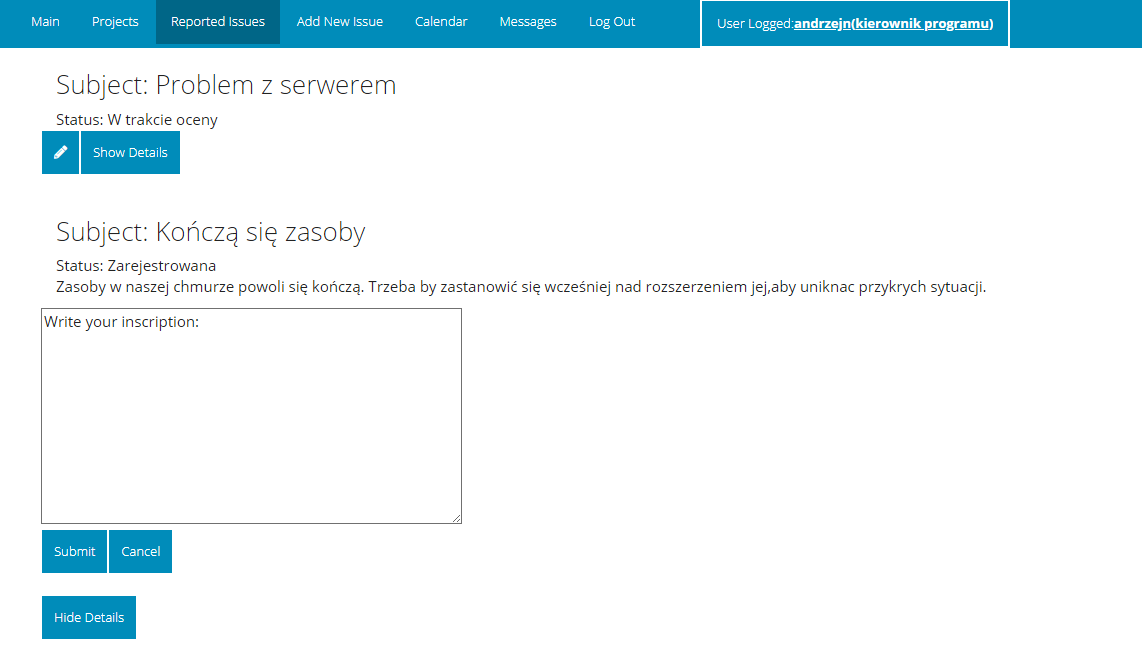 Main Projects Reported Issues Add New Issue Calendar Messages Log Out User Logged:andrzejn(kierownik programu)
Subject: Problem z serwerem
Status: W trakcie oceny
Show Details
Subject: Kończą się zasoby
Status: Zarejestrowana
Zasoby w naszej chmurze powoli się kończą. Trzeba by zastanowić się wcześniej nad rozszerzeniem jej,aby uniknac przykrych sytuacji.
Write your inscription:
Submit Cancel
Hide Details